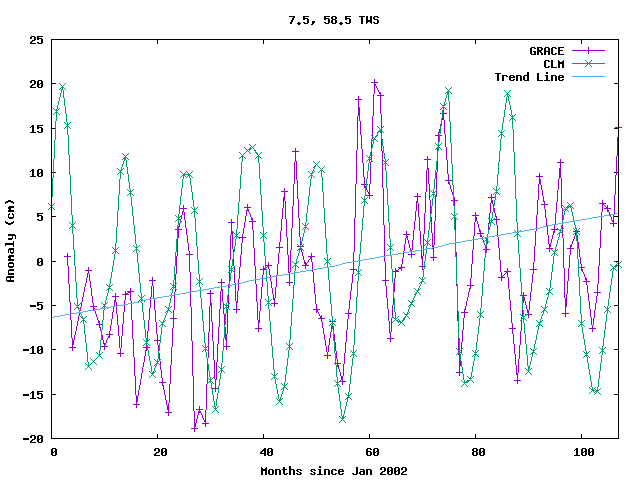 7.5, 58.5 TWS
GRACE
CLM
Trend Line
25
20
15
10
5
0
-5
-10
-15
-20
Anomaly (cm)
0 20 40 60 80 100
Months since Jan 2002